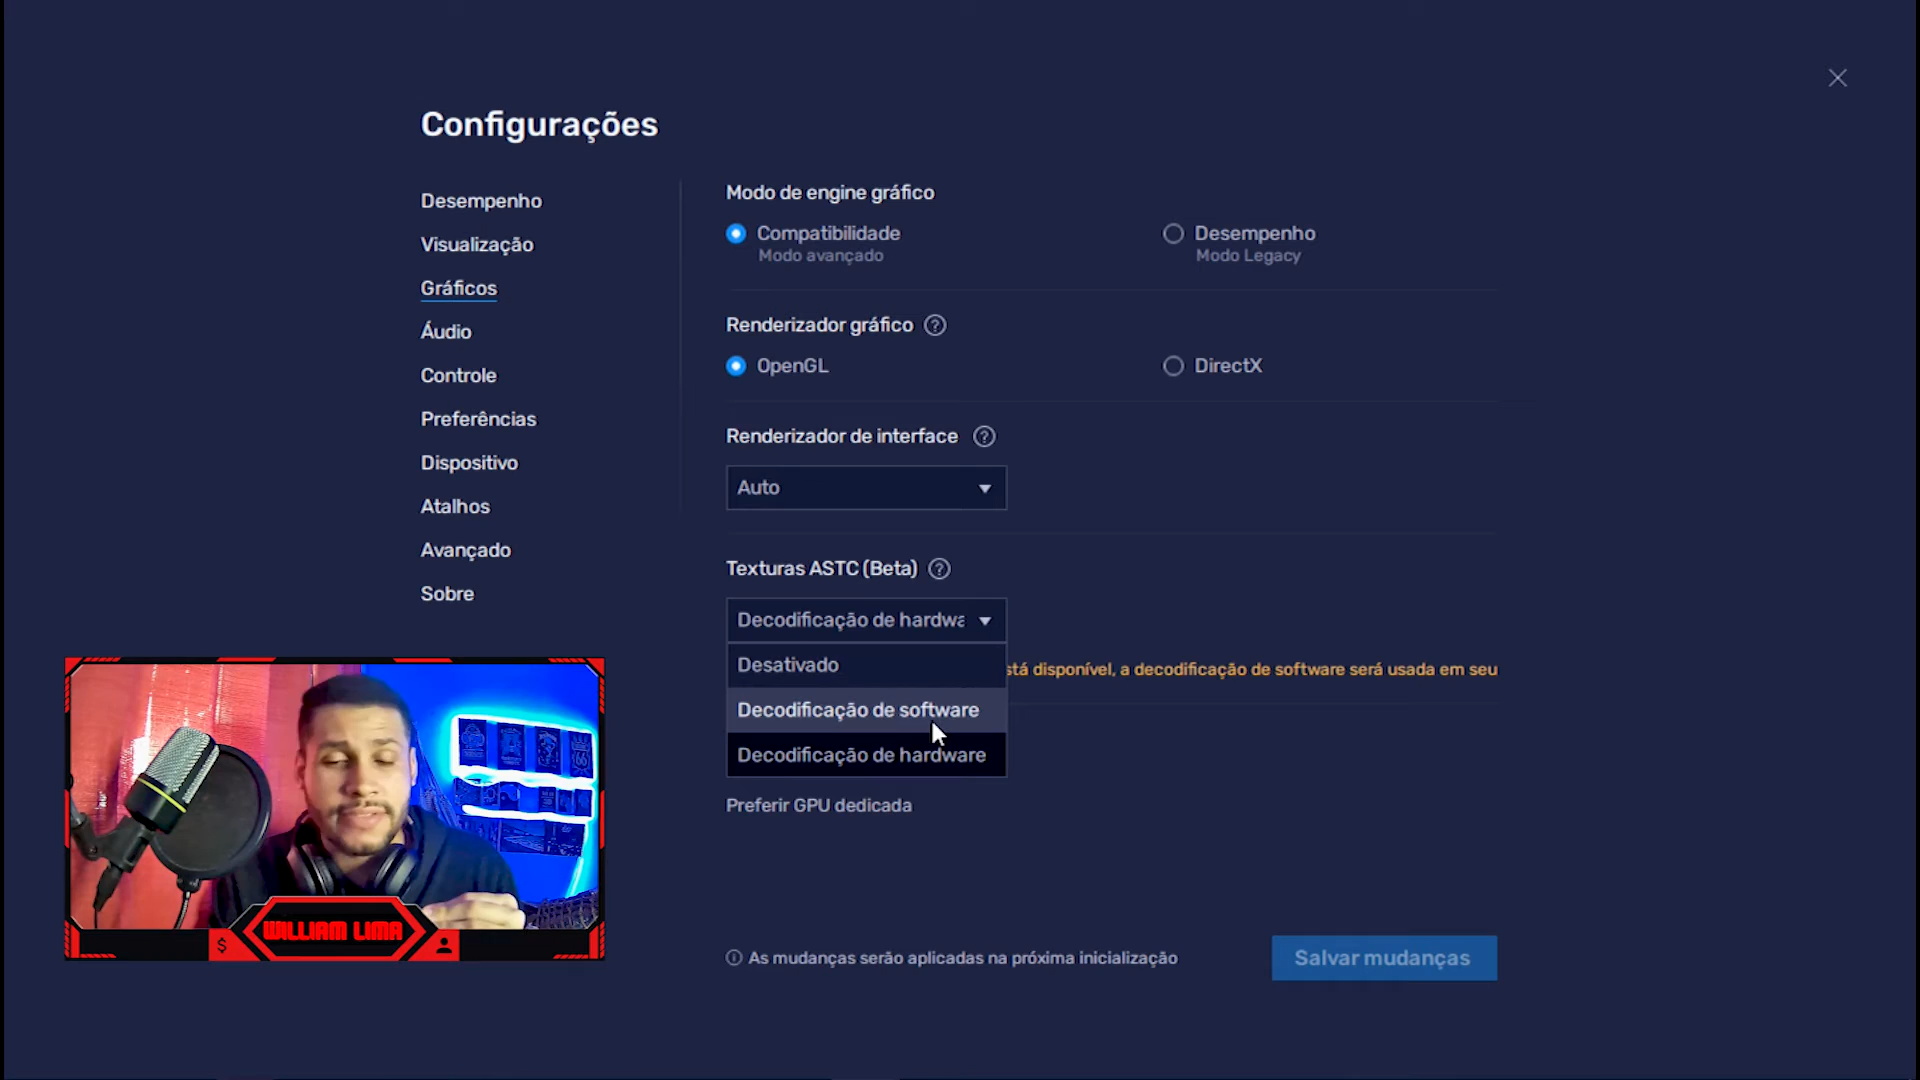 Configurações
Desempenho
Visualização
Gráficos
Áudio
Controle
Preferências
Dispositivo
Atalhos
Avançado
Sobre
Modo de engine gráfico
Compatibilidade
Modo avançado
Desempenho
Modo Legacy
Renderizador gráfico ?
OpenGL
DirectX
Renderizador de interface ?
Auto
Texturas ASTC (Beta) ?
Decodificação de hardwa
Desativado
stá disponível, a decodificação de software será usada em seu
Decodificação de software
Decodificação de hardware
Preferir GPU dedicada
As mudanças serão aplicadas na próxima inicialização
Salvar mudanças
$ WILLIAM LIMA